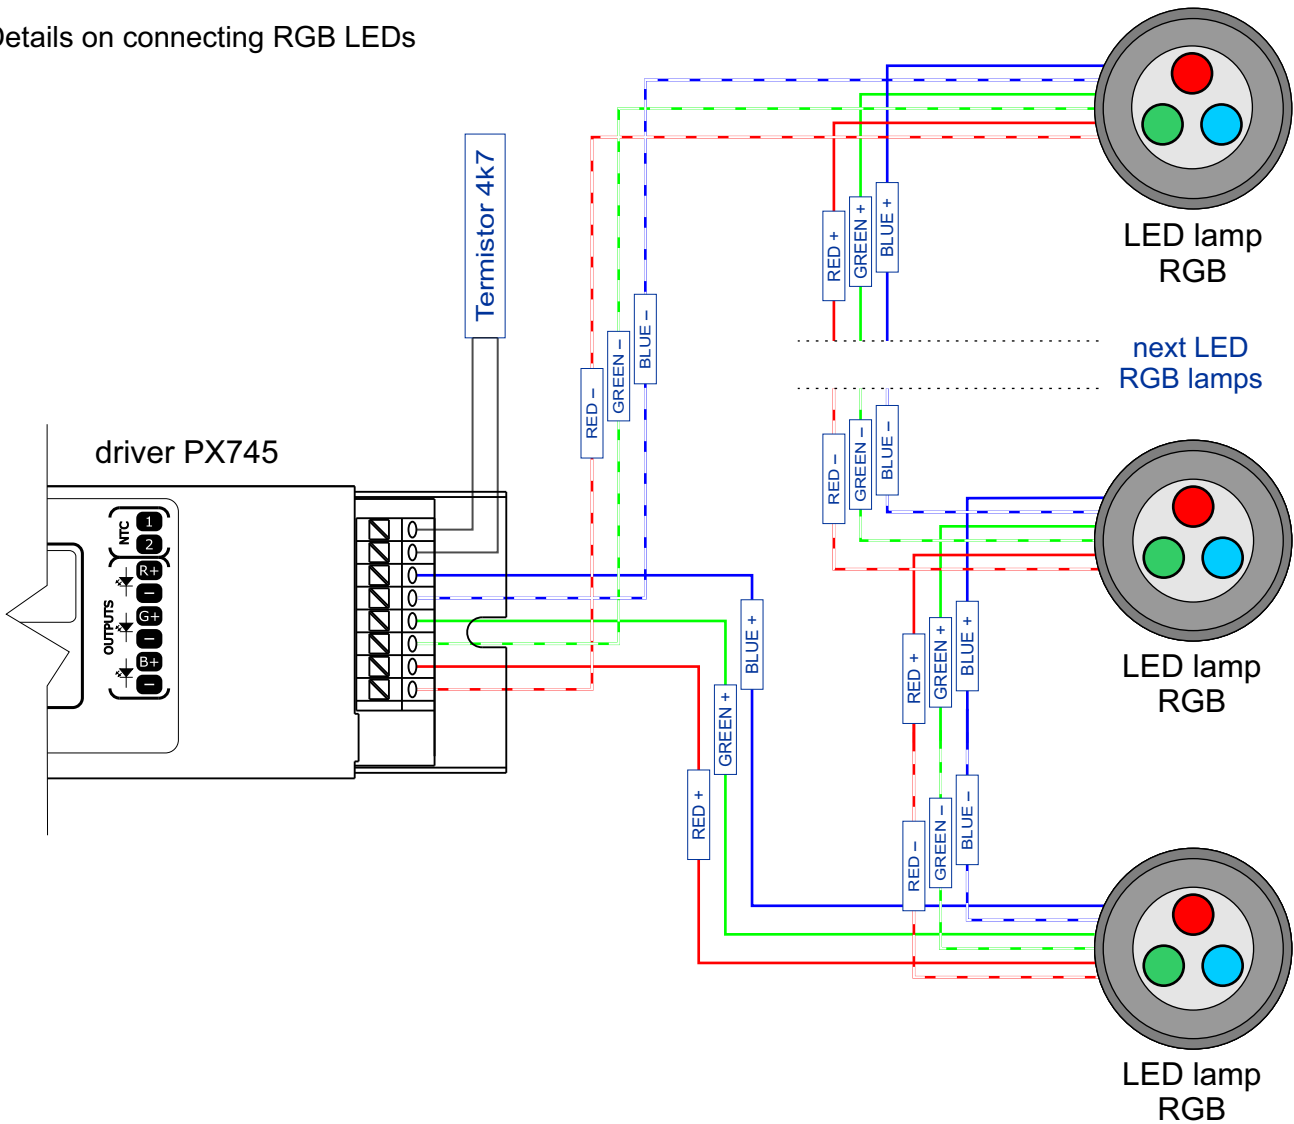 Details on connecting RGB LEDs
LED lamp
RGB
Termistor 4k7
RED +
GREEN +
BLUE +
RED –
GREEN –
BLUE –
next LED
RGB lamps
RED –
GREEN –
BLUE –
driver PX745
NTC
1
2
OUTPUTS
R+
–
G+
–
B+
–
LED lamp
RGB
BLUE +
GREEN +
RED +
RED +
GREEN +
BLUE +
RED –
GREEN –
BLUE –
LED lamp
RGB